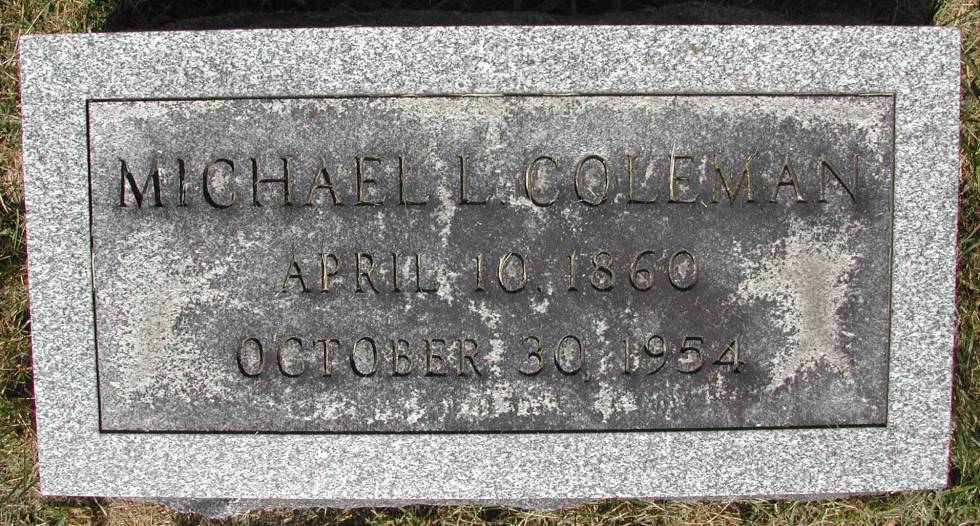 MICHAEL L. COLEMAN
APRIL 10, 1860
OCTOBER 30, 1954